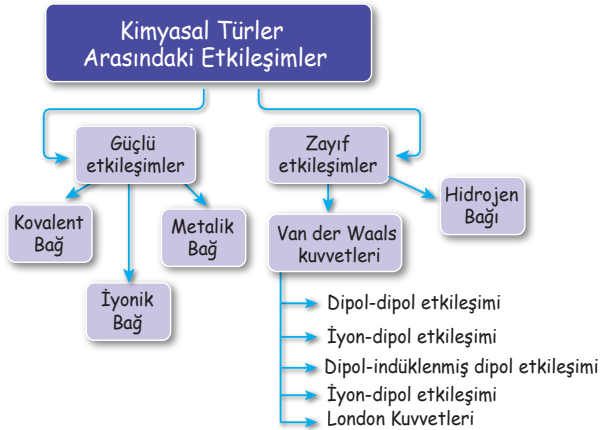 Kimyasal Türler
Arasındaki Etkileşimler
Güçlü
etkileşimler
Zayıf
etkileşimler
Kovalent
Bağ
İyonik
Bağ
Metalik
Bağ
Van der Waals
kuvvetleri
Hidrojen
Bağı
Dipol-dipol etkileşimi
İyon-dipol etkileşimi
Dipol-indüklenmiş dipol etkileşimi
İyon-dipol etkileşimi
London Kuvvetleri